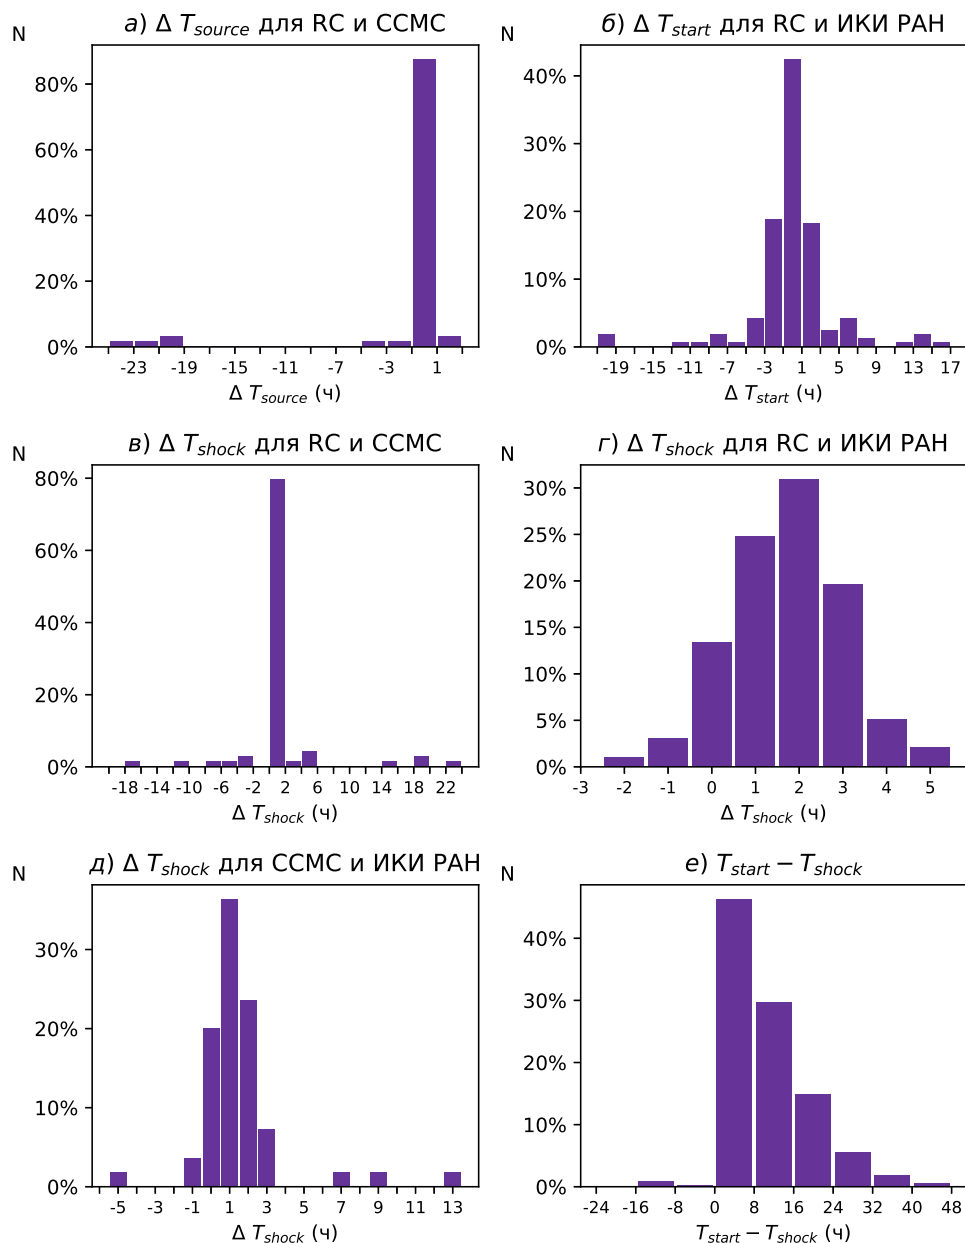 N
а) Δ T_source для RC и CCMC
80%
60%
40%
20%
0%
-23 -19 -15 -11 -7 -3 1
Δ T_source (ч)
N
б) Δ T_start для RC и ИКИ РАН
40%
30%
20%
10%
0%
-19 -15 -11 -7 -3 1 5 9 13 17
Δ T_start (ч)
N
в) Δ T_shock для RC и CCMC
80%
60%
40%
20%
0%
-18 -14 -10 -6 -2 2 6 10 14 18 22
Δ T_shock (ч)
N
г) Δ T_shock для RC и ИКИ РАН
30%
25%
20%
15%
10%
5%
0%
-3 -2 -1 0 1 2 3 4 5
Δ T_shock (ч)
N
д) Δ T_shock для CCMC и ИКИ РАН
30%
20%
10%
0%
-5 -3 -1 1 3 5 7 9 11 13
Δ T_shock (ч)
N
е) T_start − T_shock
40%
30%
20%
10%
0%
-24 -16 -8 0 8 16 24 32 40 48
T_start − T_shock (ч)